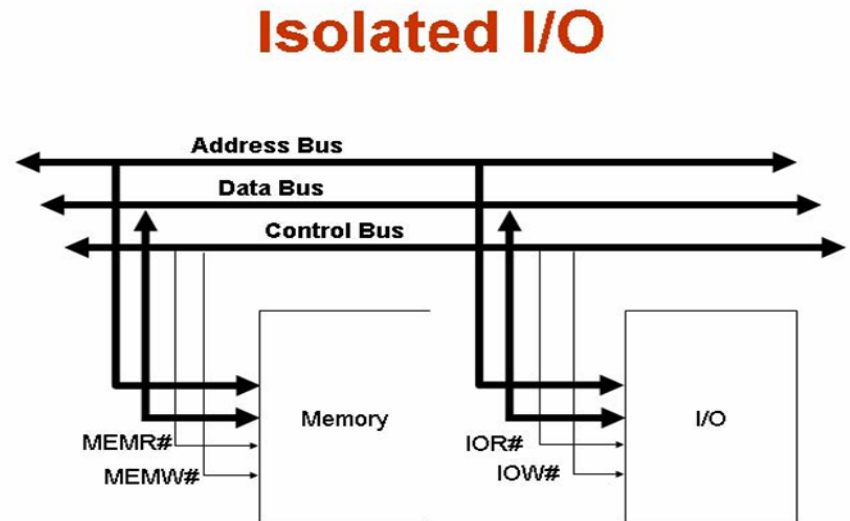 Isolated I/O
Address Bus
Data Bus
Control Bus
Memory
I/O
MEMR#
IOR#
MEMW#
IOW#